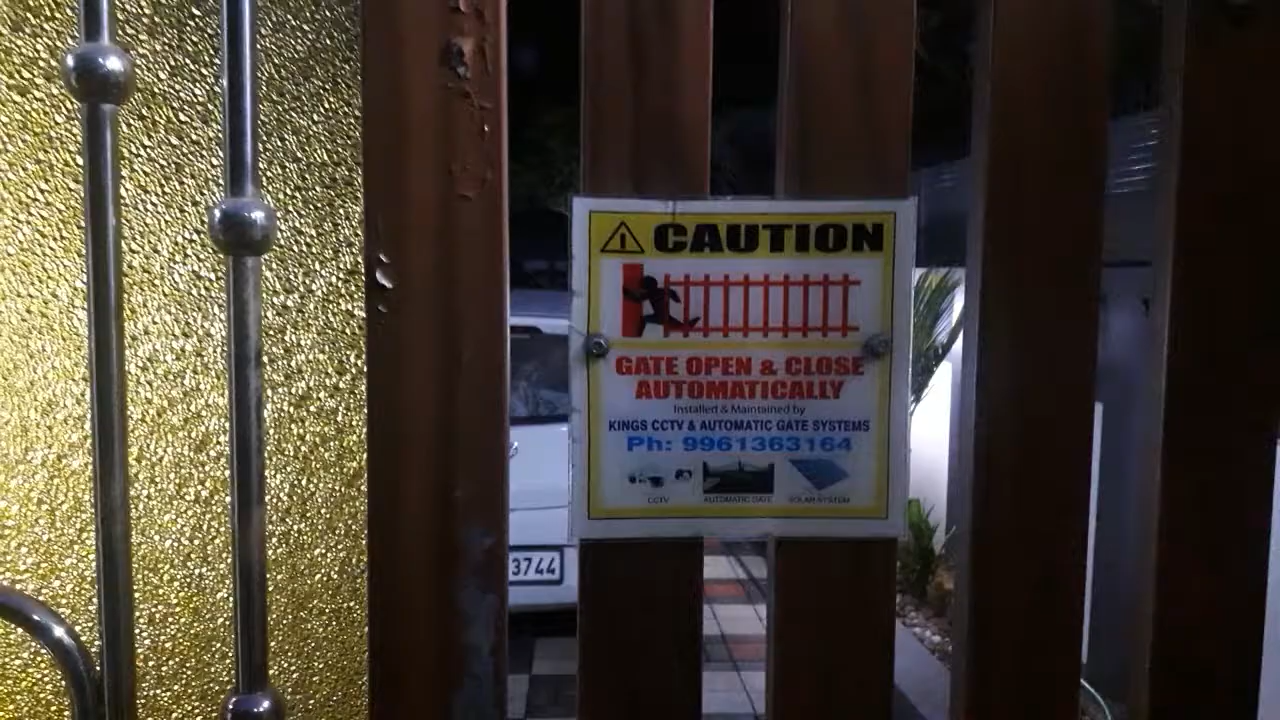 CAUTION
GATE OPEN & CLOSE
AUTOMATICALLY
Installed & Maintained by
KINGS CCTV & AUTOMATIC GATE SYSTEMS
Ph: 9961363164
CCTV AUTOMATIC GATE SOLAR SYSTEM
3744